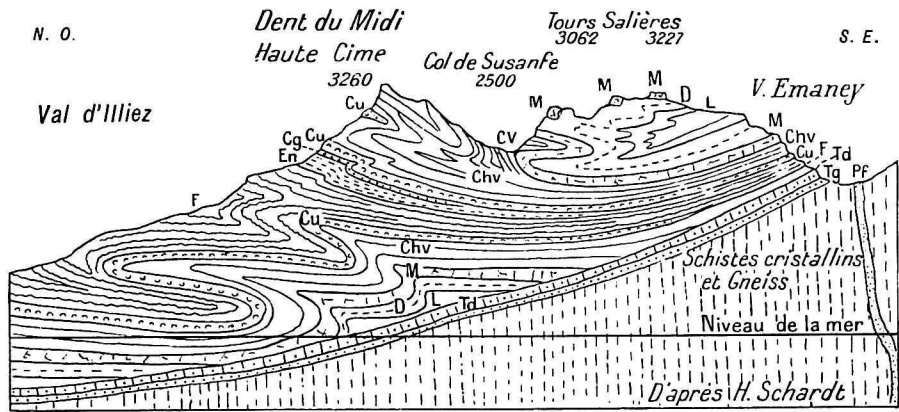 N. O.
Dent du Midi
Haute Cime
3260
Col de Susanfe
2500
Tours Salières
3062 3227
S. E.
Val d'Illiez
V. Emaney
Cu
M
M
M
D
L
M
Chv
Cu
F
Td
Tg
Pf
CV
Chv
Cg
Cu
En
F
Cu
Chv
M
D
L
Td
Schistes cristallins
et Gneiss
Niveau de la mer
D'après H. Schardt